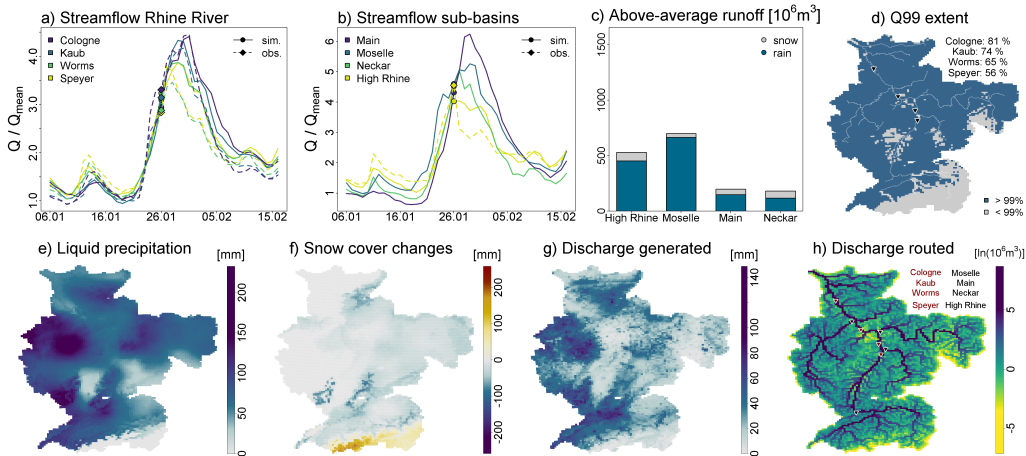 a) Streamflow Rhine River
Q / Qmean
4.0
3.0
2.0
1.0
Cologne
Kaub
Worms
Speyer
sim.
obs.
06.01
16.01
26.01
05.02
15.02
b) Streamflow sub-basins
Q / Qmean
6
5
4
3
2
1
Main
Moselle
Neckar
High Rhine
sim.
obs.
06.01
16.01
26.01
05.02
15.02
c) Above-average runoff [10⁶m³]
1500
1000
500
0
snow
rain
High Rhine
Moselle
Main
Neckar
d) Q99 extent
Cologne: 81 %
Kaub: 74 %
Worms: 65 %
Speyer: 56 %
> 99%
< 99%
e) Liquid precipitation
[mm]
200
150
100
50
0
f) Snow cover changes
[mm]
200
100
0
-100
-200
g) Discharge generated
[mm]
140
100
80
60
40
20
0
h) Discharge routed
[ln(10⁶m³)]
Cologne
Kaub
Worms
Speyer
Moselle
Main
Neckar
High Rhine
5
0
-5